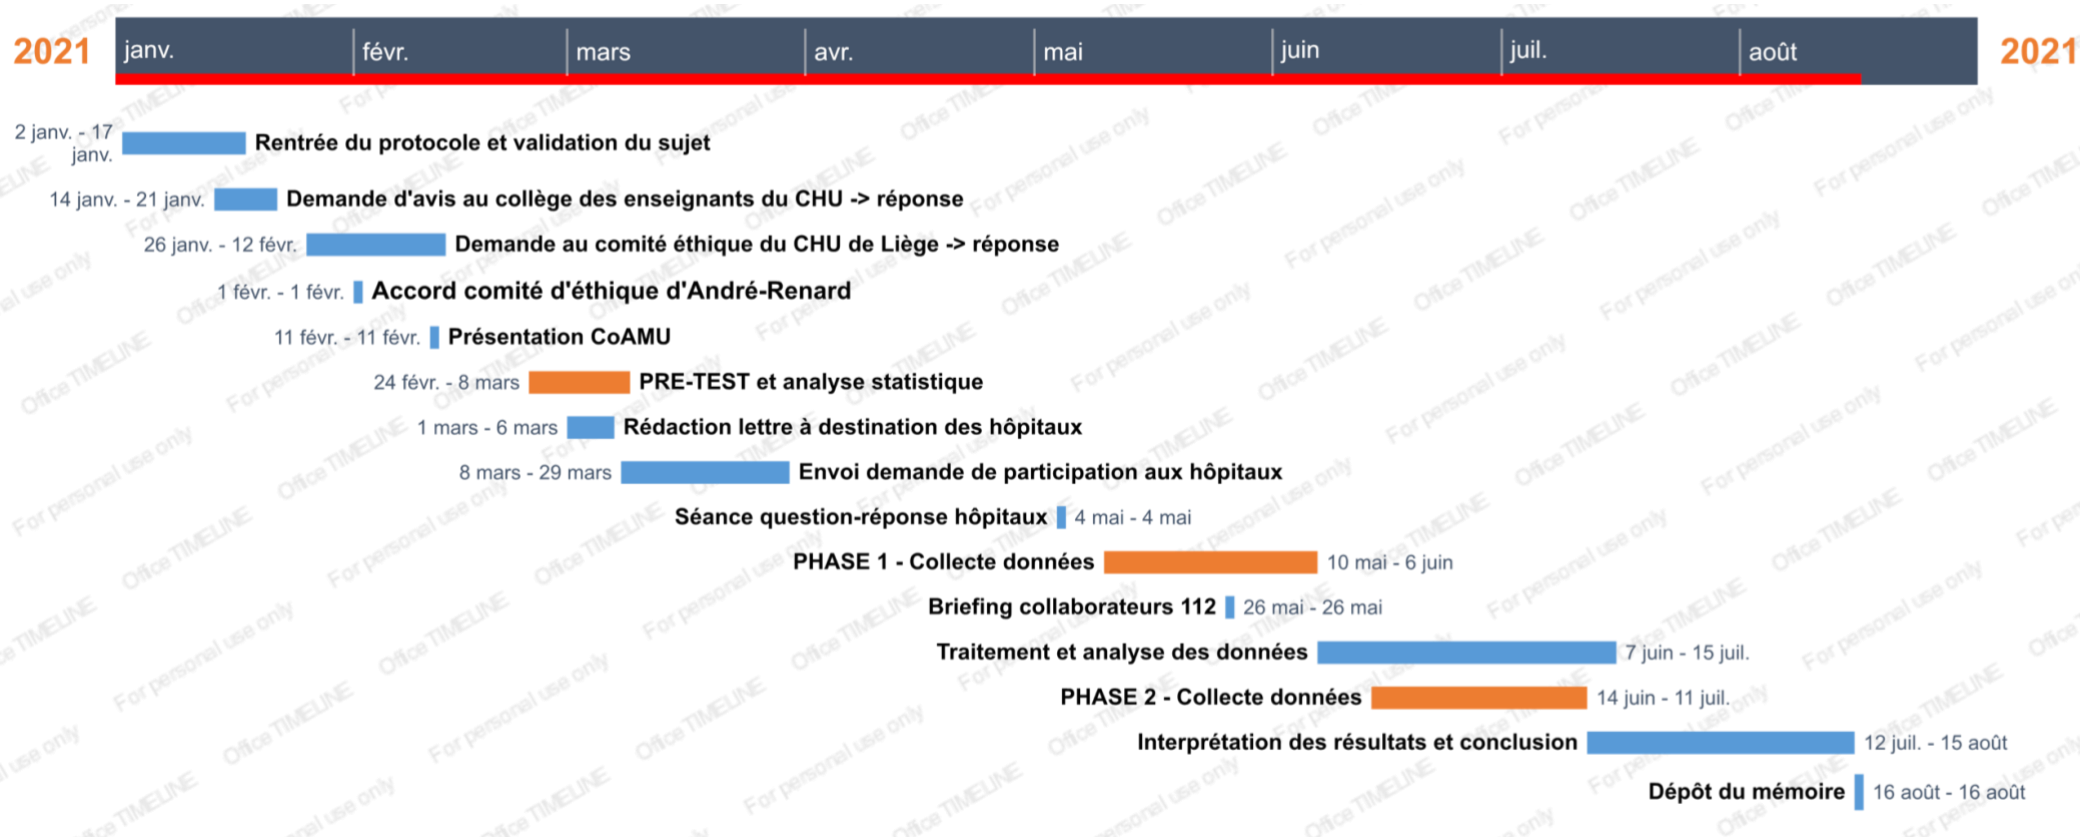 2021 janv. févr. mars avr. mai juin juil. août 2021
2 janv. - 17
janv.
Rentrée du protocole et validation du sujet
14 janv. - 21 janv. Demande d'avis au collège des enseignants du CHU -> réponse
26 janv. - 12 févr. Demande au comité éthique du CHU de Liège -> réponse
1 févr. - 1 févr. Accord comité d'éthique d'André-Renard
11 févr. - 11 févr. Présentation CoAMU
24 févr. - 8 mars PRE-TEST et analyse statistique
1 mars - 6 mars Rédaction lettre à destination des hôpitaux
8 mars - 29 mars Envoi demande de participation aux hôpitaux
Séance question-réponse hôpitaux 4 mai - 4 mai
PHASE 1 - Collecte données 10 mai - 6 juin
Briefing collaborateurs 112 26 mai - 26 mai
Traitement et analyse des données 7 juin - 15 juil.
PHASE 2 - Collecte données 14 juin - 11 juil.
Interprétation des résultats et conclusion 12 juil. - 15 août
Dépôt du mémoire 16 août - 16 août
Office TIMELINE
For personal use only